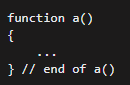 function a()
{
    ...
} // end of a()